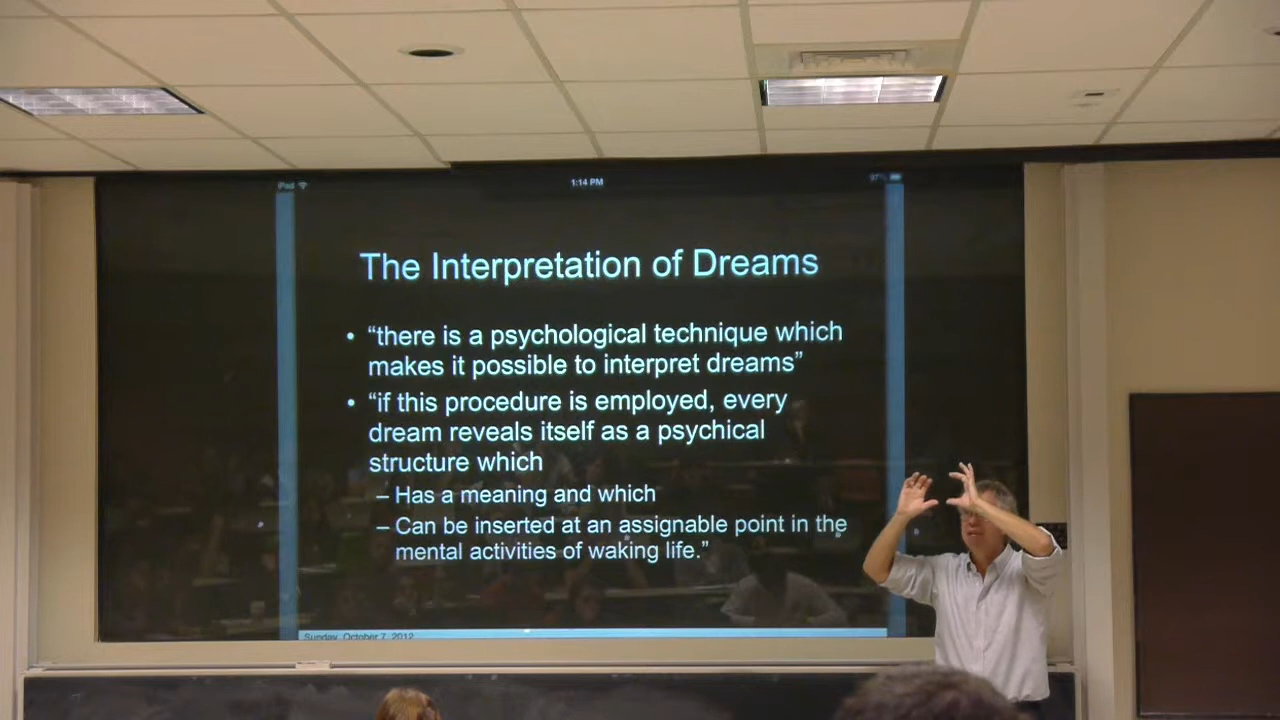 iPad
1:14 PM
97%
The Interpretation of Dreams
• “there is a psychological technique which
makes it possible to interpret dreams”
• “if this procedure is employed, every
dream reveals itself as a psychical
structure which
– Has a meaning and which
– Can be inserted at an assignable point in the
mental activities of waking life.”
Sunday, October 7, 2012